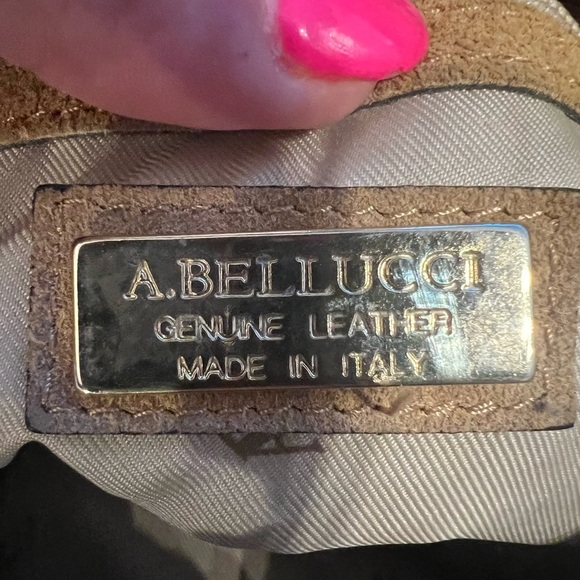 A.BELLUCCI
GENUINE LEATHER
MADE IN ITALY